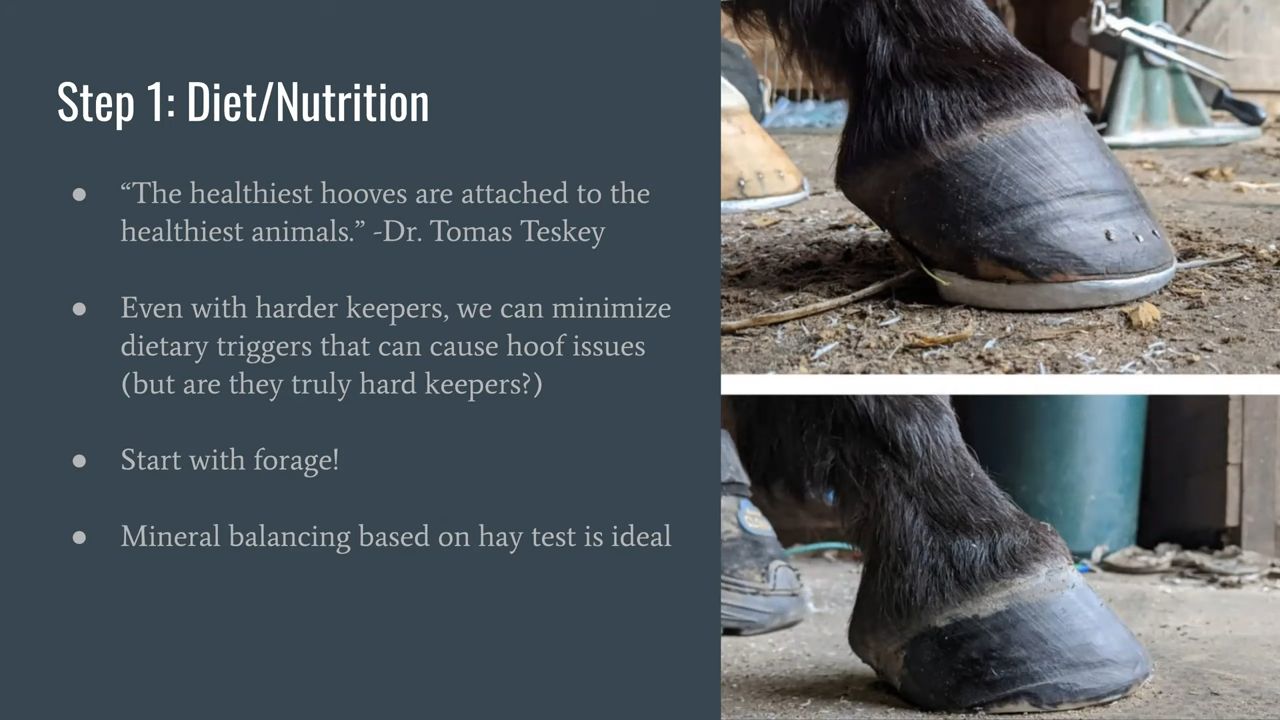 Step 1: Diet/Nutrition
● “The healthiest hooves are attached to the
healthiest animals.” -Dr. Tomas Teskey
● Even with harder keepers, we can minimize
dietary triggers that can cause hoof issues
(but are they truly hard keepers?)
● Start with forage!
● Mineral balancing based on hay test is ideal